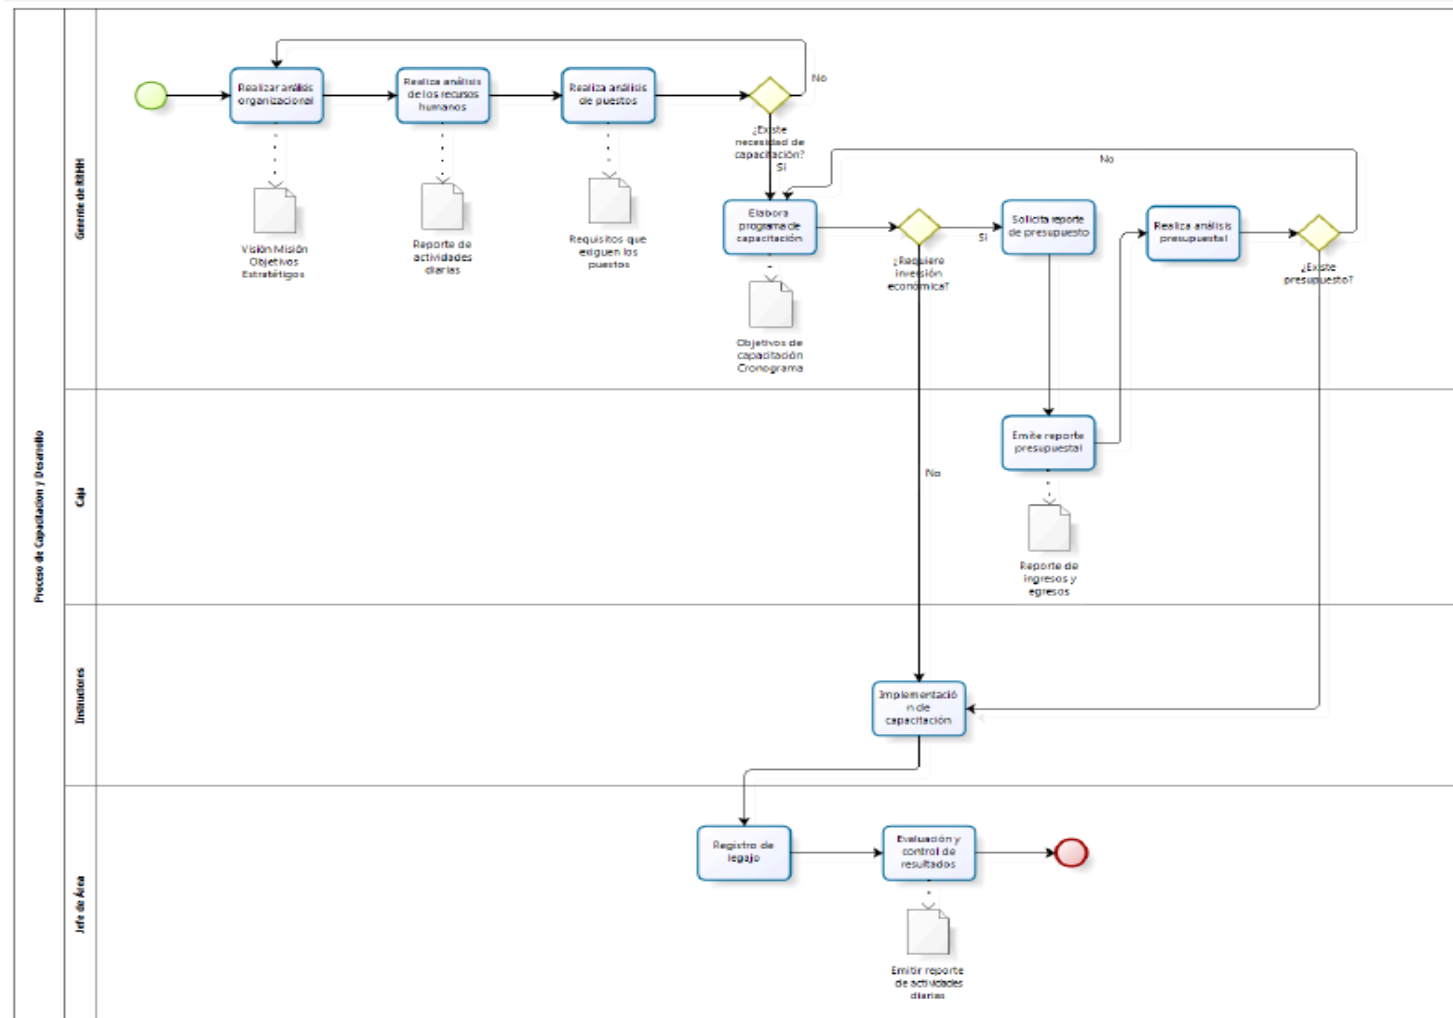 Proceso de Capacitacion y Desarrollo
Gerente de RRHH
Realizar análisis
organizacional
Realiza análisis
de los recursos
humanos
Realiza análisis
de puestos
No
¿Existe
necesidad de
capacitación?
Si
Visión Misión
Objetivos
Estratétigos
Reporte de
actividades
diarias
Requisitos que
exiguen los
puestos
Elabora
programa de
capacitación
Objetivos de
capacitación
Cronograma
¿Requiere
inversión
económica?
Si
Solicita reporte
de presupuesto
Realiza análisis
presupuestal
No
¿Existe
presupuesto?
Caja
Emite reporte
presupuestal
No
Reporte de
ingresos y
egresos
Instructores
Implementació
n de
capacitación
Jefe de Área
Registro de
legajo
Evaluación y
control de
resultados
Emitir reporte
de actividades
diarias